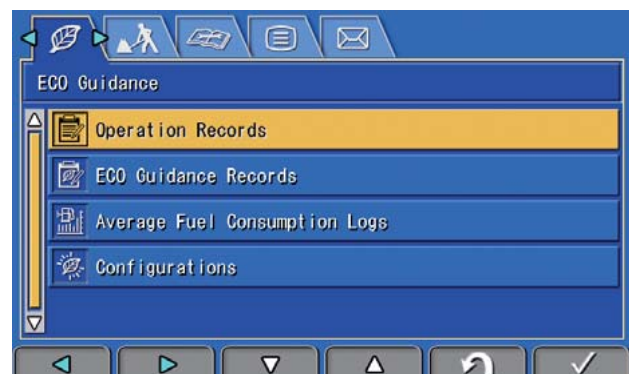 ECO Guidance
Operation Records
ECO Guidance Records
Average Fuel Consumption Logs
Configurations